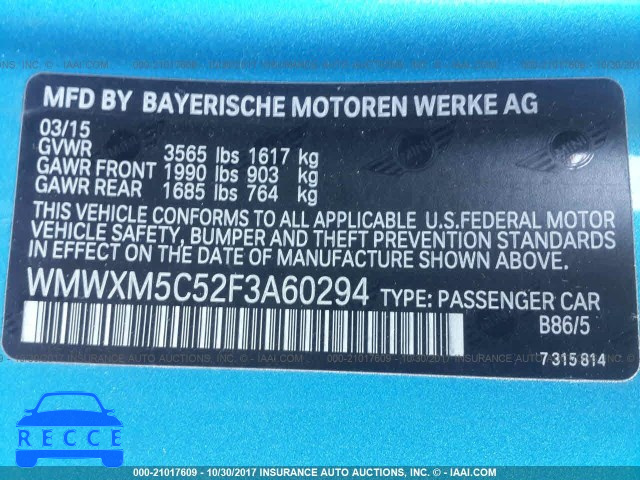 MFD BY BAYERISCHE MOTOREN WERKE AG
03/15
GVWR 3565 lbs 1617 kg
GAWR FRONT 1990 lbs 903 kg
GAWR REAR 1685 lbs 764 kg
THIS VEHICLE CONFORMS TO ALL APPLICABLE U.S.FEDERAL MOTOR
VEHICLE SAFETY, BUMPER AND THEFT PREVENTION STANDARDS
IN EFFECT ON THE DATE OF MANUFACTURE SHOWN ABOVE.
WMWXM5C52F3A60294 TYPE: PASSENGER CAR
B86/5
7 315 814
RECCE
000-21017609 - 10/30/2017 INSURANCE AUTO AUCTIONS - © IAAI - IAAI.COM